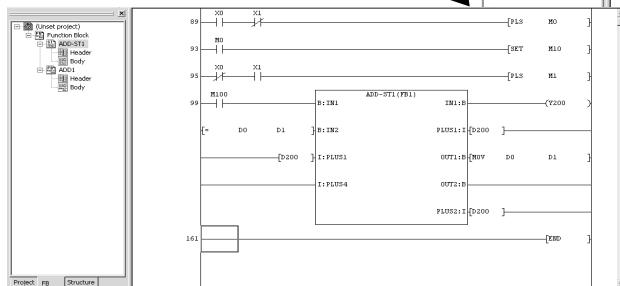 (Unset project)
Function Block
ADD-ST1
Header
Body
ADD1
Header
Body
Project FB Structure
X0 X1
89 [PLS M0 ]
M0
93 [SET M10 ]
X0 X1
95 [PLS M1 ]
M100 ADD-ST1(FB1)
99 B:IN1 IN1:B (Y200 )
[= D0 D1 ] B:IN2 PLUS1:I [D200 ]
[D200 ] I:PLUS1 OUT1:B [MOV D0 D1 ]
I:PLUS4 OUT2:B
PLUS2:I [D200 ]
161 [END ]